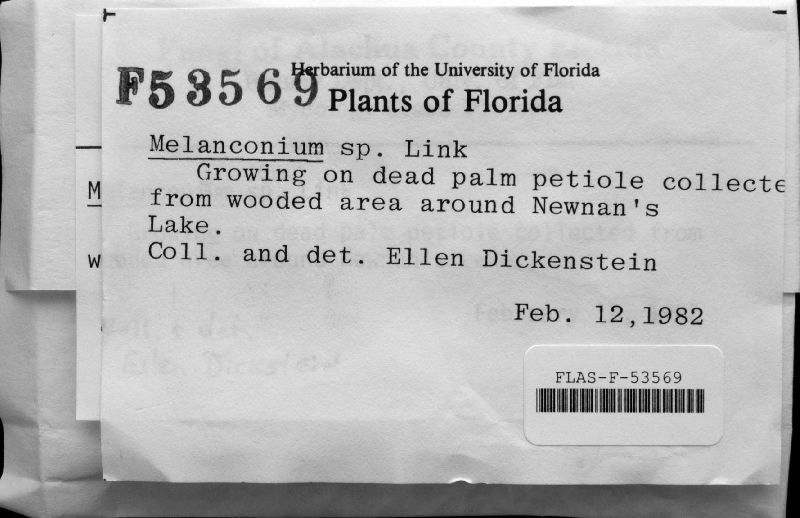 F53569
Herbarium of the University of Florida
Plants of Florida
Melanconium sp. Link
Growing on dead palm petiole collecte
from wooded area around Newnan's
Lake.
Coll. and det. Ellen Dickenstein
Feb. 12,1982
FLAS-F-53569
M
w